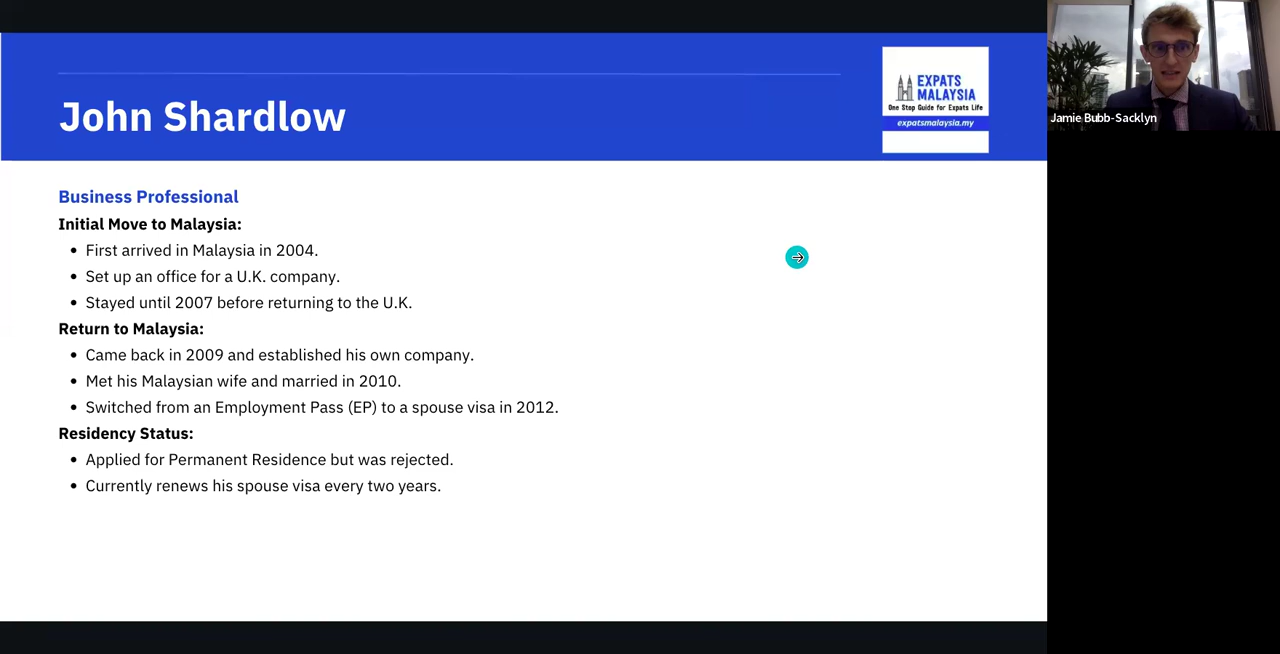 John Shardlow
EXPATS
MALAYSIA
One Stop Guide for Expats Life
expatsmalaysia.my
Jamie Bubb-Sacklyn
Business Professional
Initial Move to Malaysia:
• First arrived in Malaysia in 2004.
• Set up an office for a U.K. company.
• Stayed until 2007 before returning to the U.K.
Return to Malaysia:
• Came back in 2009 and established his own company.
• Met his Malaysian wife and married in 2010.
• Switched from an Employment Pass (EP) to a spouse visa in 2012.
Residency Status:
• Applied for Permanent Residence but was rejected.
• Currently renews his spouse visa every two years.